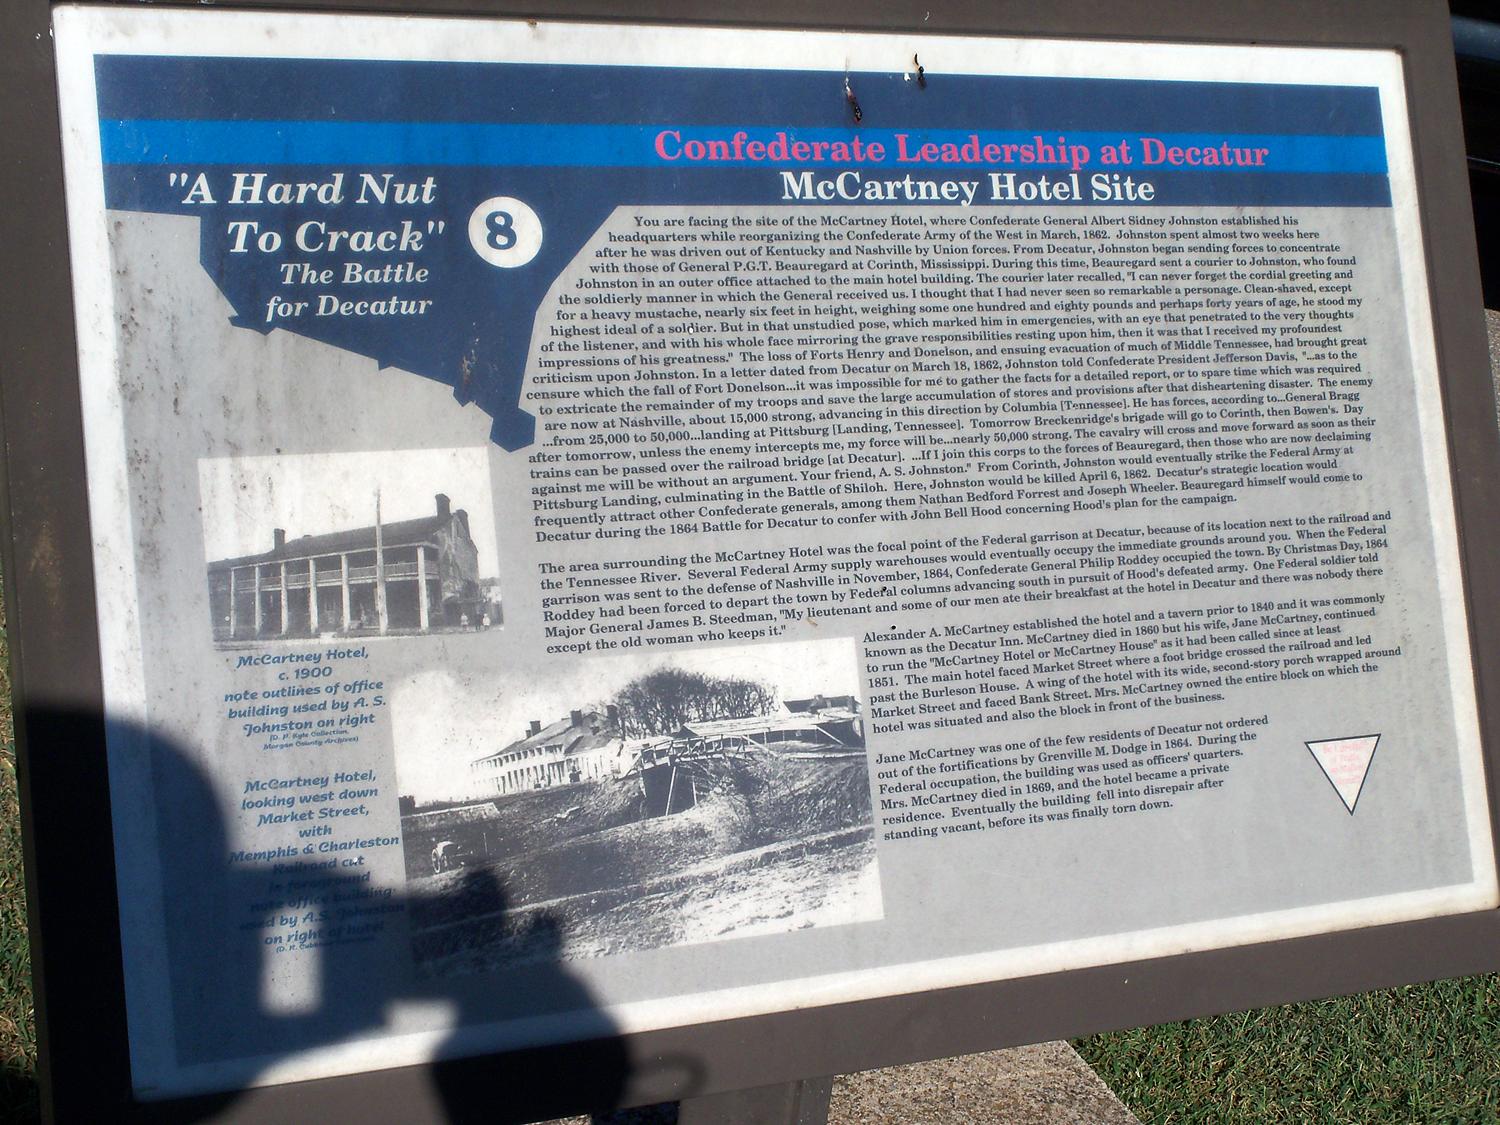 "A Hard Nut
To Crack"
The Battle
for Decatur
8
Confederate Leadership at Decatur
McCartney Hotel Site
You are facing the site of the McCartney Hotel, where Confederate General Albert Sidney Johnston established his
headquarters while reorganizing the Confederate Army of the West in March, 1862. Johnston spent almost two weeks here
after he was driven out of Kentucky and Nashville by Union forces. From Decatur, Johnston began sending forces to concentrate
with those of General P.G.T. Beauregard at Corinth, Mississippi. During this time, Beauregard sent a courier to Johnston, who found
Johnston in an outer office attached to the main hotel building. The courier later recalled, "I can never forget the cordial greeting and
the soldierly manner in which the General received us. I thought that I had never seen so remarkable a personage. Clean-shaved, except
for a heavy mustache, nearly six feet in height, weighing some one hundred and eighty pounds and perhaps forty years of age, he stood my
highest ideal of a soldier. But in that unstudied pose, which marked him in emergencies, with an eye that penetrated to the very thoughts
of the listener, and with his whole face mirroring the grave responsibilities resting upon him, then it was that I received my profoundest
impressions of his greatness." The loss of Forts Henry and Donelson, and ensuing evacuation of much of Middle Tennessee, had brought great
criticism upon Johnston. In a letter dated from Decatur on March 18, 1862, Johnston told Confederate President Jefferson Davis, "...as to the
censure which the fall of Fort Donelson...it was impossible for me to gather the facts for a detailed report, or to spare time which was required
to extricate the remainder of my troops and save the large accumulation of stores and provisions after that disheartening disaster. The enemy
are now at Nashville, about 15,000 strong, advancing in this direction by Columbia [Tennessee]. He has forces, according to...General Bragg
...from 25,000 to 50,000...landing at Pittsburg [Landing, Tennessee]. Tomorrow Breckenridge's brigade will go to Corinth, then Bowen's. Day
after tomorrow, unless the enemy intercepts me, my force will be...nearly 50,000 strong. The cavalry will cross and move forward as soon as their
trains can be passed over the railroad bridge [at Decatur]. ...If I join this corps to the forces of Beauregard, then those who are now declaiming
against me will be without an argument. Your friend, A. S. Johnston." From Corinth, Johnston would eventually strike the Federal Army at
Pittsburg Landing, culminating in the Battle of Shiloh. Here, Johnston would be killed April 6, 1862. Decatur's strategic location would
frequently attract other Confederate generals, among them Nathan Bedford Forrest and Joseph Wheeler. Beauregard himself would come to
Decatur during the 1864 Battle for Decatur to confer with John Bell Hood concerning Hood's plan for the campaign.
The area surrounding the McCartney Hotel was the focal point of the Federal garrison at Decatur, because of its location next to the railroad and
the Tennessee River. Several Federal Army supply warehouses would eventually occupy the immediate grounds around you. When the Federal
garrison was sent to the defense of Nashville in November, 1864, Confederate General Philip Roddey occupied the town. By Christmas Day, 1864
Roddey had been forced to depart the town by Federal columns advancing south in pursuit of Hood's defeated army. One Federal soldier told
Major General James B. Steedman, "My lieutenant and some of our men ate their breakfast at the hotel in Decatur and there was nobody there
except the old woman who keeps it."
Alexander A. McCartney established the hotel and a tavern prior to 1840 and it was commonly
known as the Decatur Inn. McCartney died in 1860 but his wife, Jane McCartney, continued
to run the "McCartney Hotel or McCartney House" as it had been called since at least
1851. The main hotel faced Market Street where a foot bridge crossed the railroad and led
past the Burleson House. A wing of the hotel with its wide, second-story porch wrapped around
Market Street and faced Bank Street. Mrs. McCartney owned the entire block on which the
hotel was situated and also the block in front of the business.
Jane McCartney was one of the few residents of Decatur not ordered
out of the fortifications by Grenville M. Dodge in 1864. During the
Federal occupation, the building was used as officers' quarters.
Mrs. McCartney died in 1869, and the hotel became a private
residence. Eventually the building fell into disrepair after
standing vacant, before its was finally torn down.
McCartney Hotel,
c. 1900
note outlines of office
building used by A. S.
Johnston on right
(D. P. Kyle Collection,
Morgan County Archives)
McCartney Hotel,
looking west down
Market Street,
with
Memphis & Charleston
Railroad cut
in foreground
note office building
used by A.S. Johnston
on right of hotel